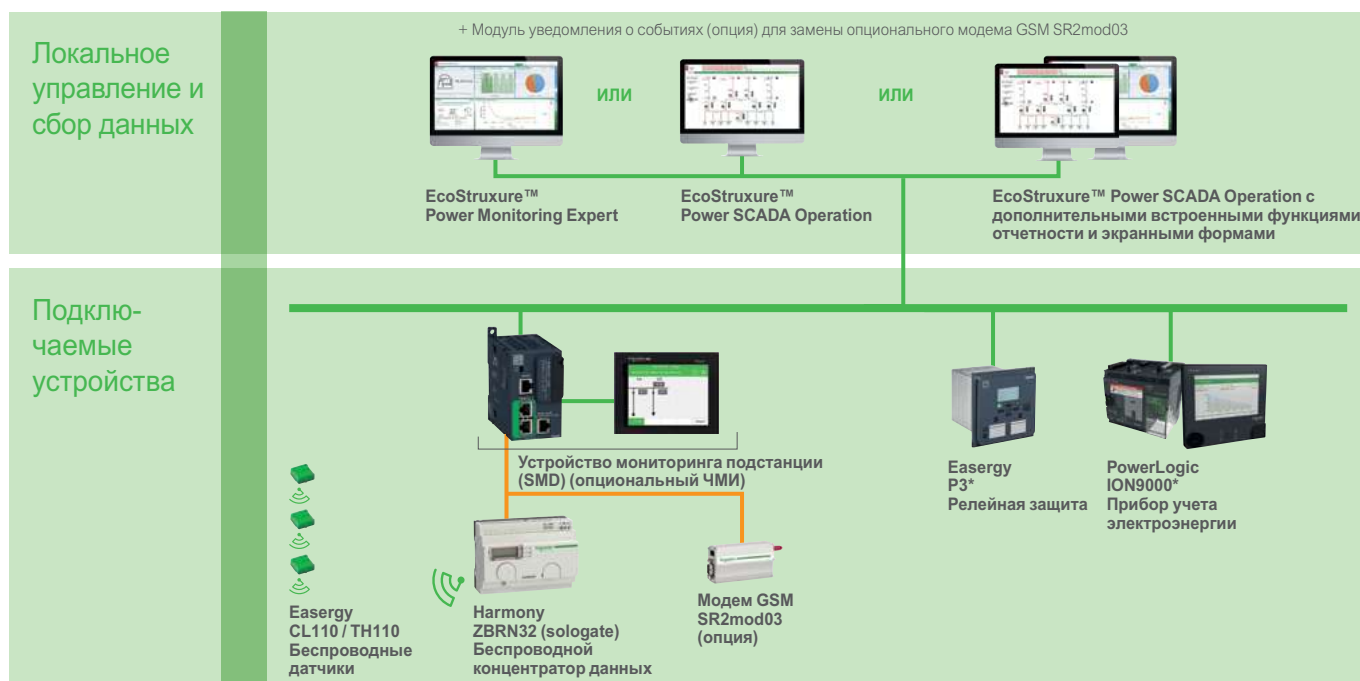 Локальное
управление и
сбор данных
+ Модуль уведомления о событиях (опция) для замены опционального модема GSM SR2mod03
ИЛИ
ИЛИ
EcoStruxure™
Power Monitoring Expert
EcoStruxure™
Power SCADA Operation
EcoStruxure™ Power SCADA Operation с
дополнительными встроенными функциями
отчетности и экранными формами
Подклю-
чаемые
устройства
Устройство мониторинга подстанции
(SMD) (опциональный ЧМИ)
Easergy
P3*
Релейная защита
PowerLogic
ION9000*
Прибор учета
электроэнергии
Easergy
CL110 / TH110
Беспроводные
датчики
Harmony
ZBRN32 (sologate)
Беспроводной
концентратор данных
Модем GSM
SR2mod03
(опция)